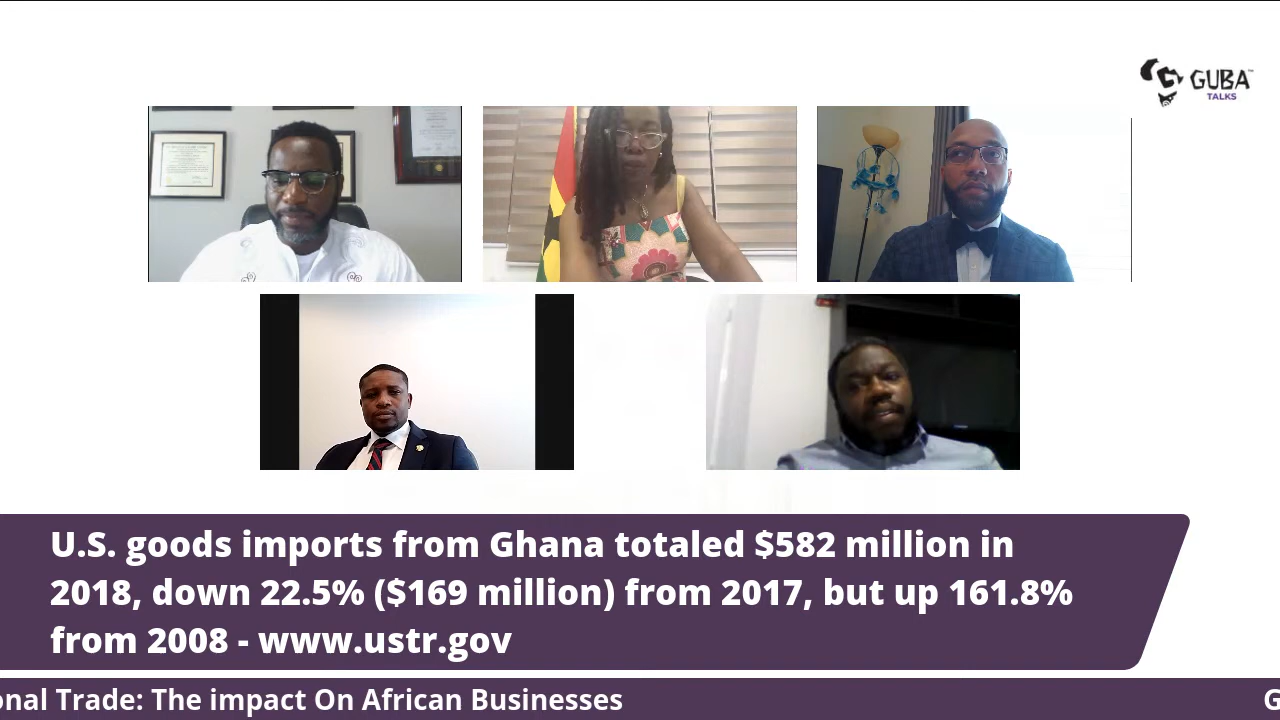 GUBA
TALKS
U.S. goods imports from Ghana totaled $582 million in
2018, down 22.5% ($169 million) from 2017, but up 161.8%
from 2008 - www.ustr.gov
onal Trade: The impact On African Businesses
G